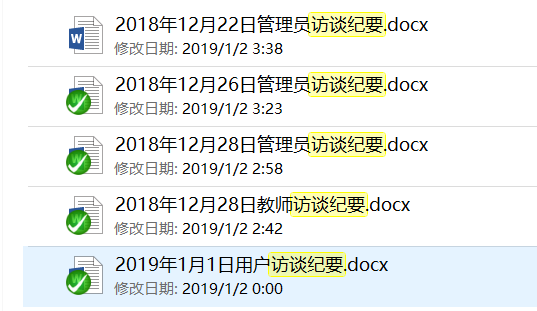 2018年12月22日管理员访谈纪要.docx
修改日期: 2019/1/2 3:38
2018年12月26日管理员访谈纪要.docx
修改日期: 2019/1/2 3:23
2018年12月28日管理员访谈纪要.docx
修改日期: 2019/1/2 2:58
2018年12月28日教师访谈纪要.docx
修改日期: 2019/1/2 2:42
2019年1月1日用户访谈纪要.docx
修改日期: 2019/1/2 0:00